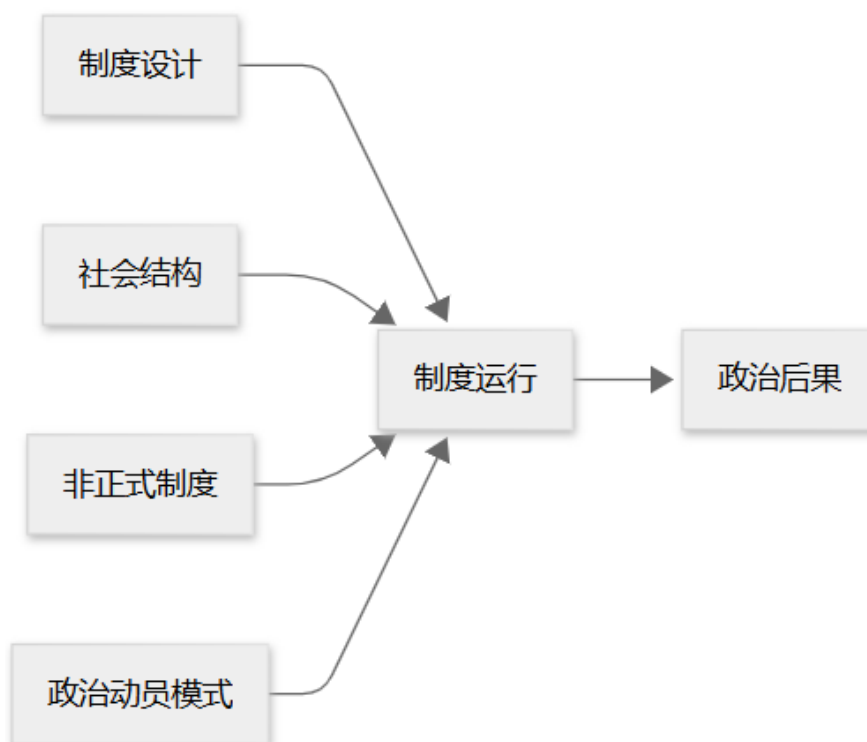 制度设计
社会结构
制度运行
政治后果
非正式制度
政治动员模式